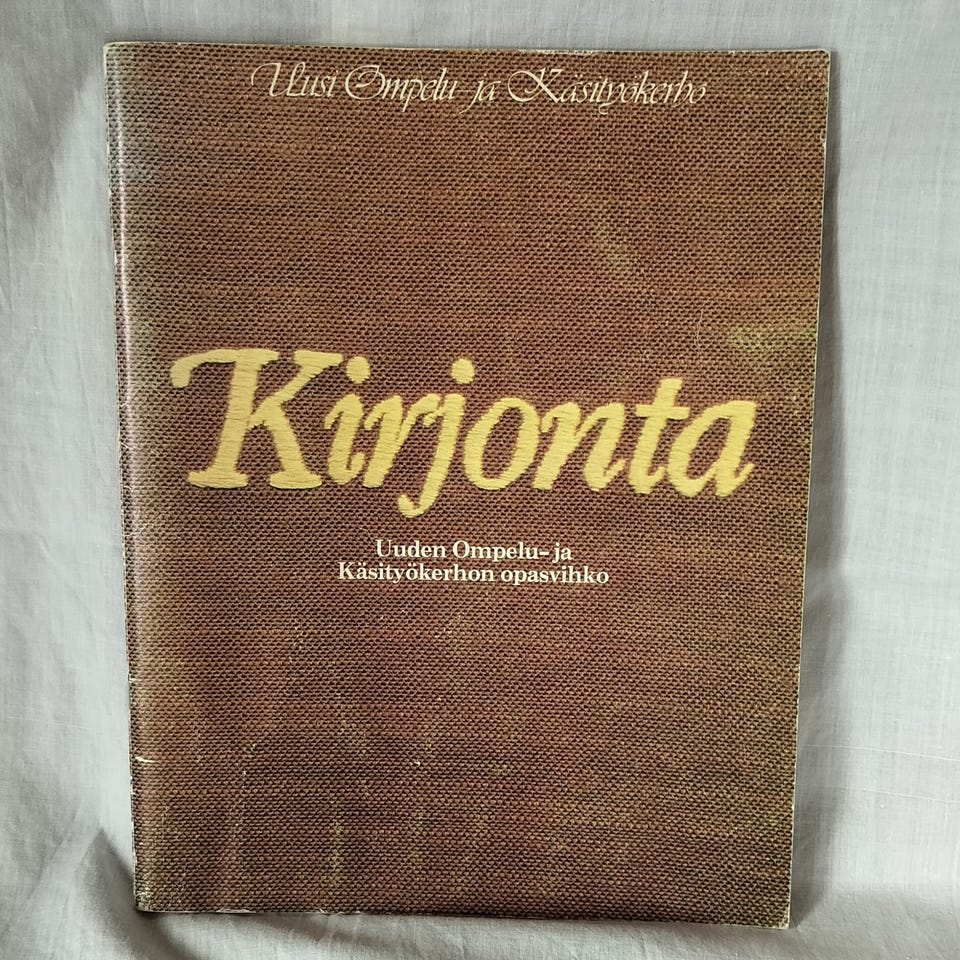 Uusi Ompelu- ja Käsityökerho
Kirjonta
Uuden Ompelu- ja
Käsityökerhon opasvihko